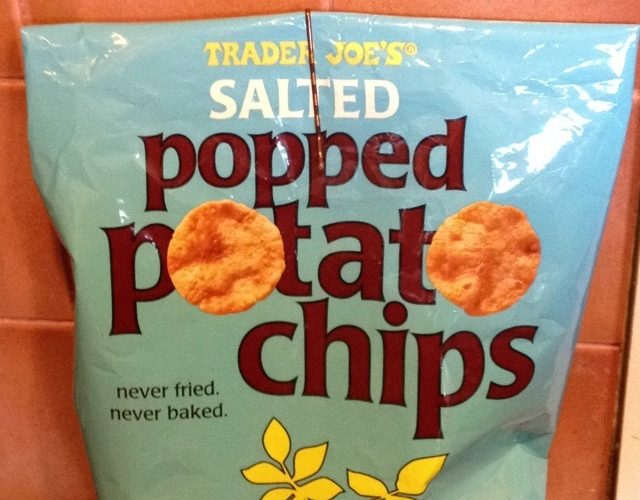 TRADER JOE'S®
SALTED
popped
potato
chips
never fried.
never baked.